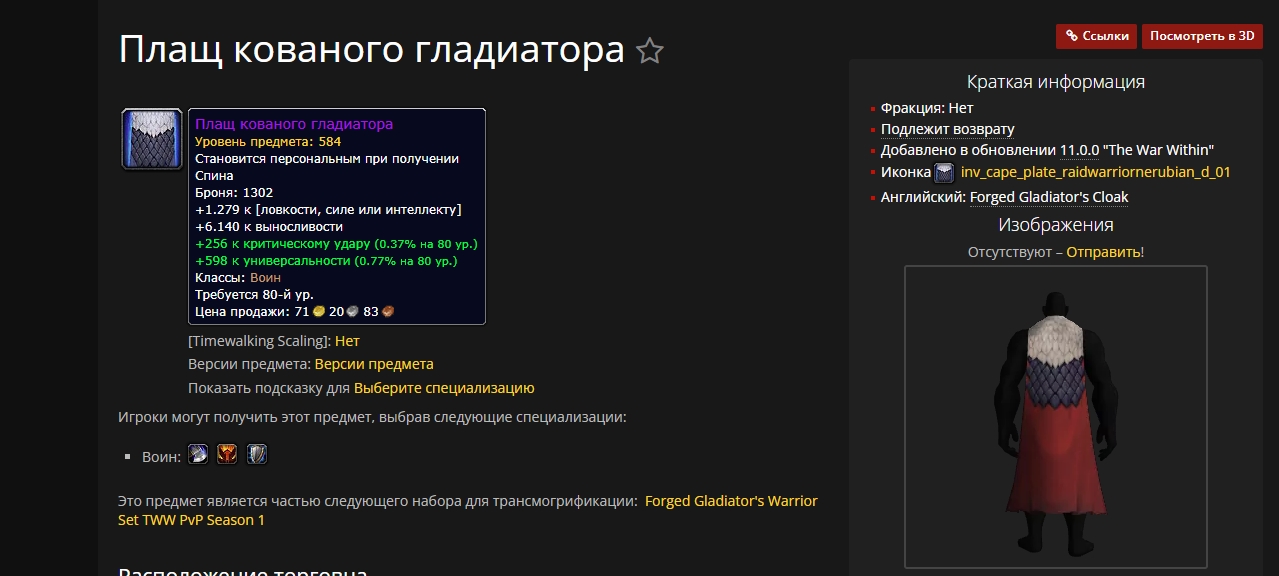 Плащ кованого гладиатора
Ссылки
Посмотреть в 3D
Плащ кованого гладиатора
Уровень предмета: 584
Становится персональным при получении
Спина
Броня: 1302
+1.279 к [ловкости, силе или интеллекту]
+6.140 к выносливости
+256 к критическому удару (0.37% на 80 ур.)
+598 к универсальности (0.77% на 80 ур.)
Классы: Воин
Требуется 80-й ур.
Цена продажи: 71 20 83
[Timewalking Scaling]: Нет
Версии предмета: Версии предмета
Показать подсказку для Выберите специализацию
Игроки могут получить этот предмет, выбрав следующие специализации:
Воин:
Это предмет является частью следующего набора для трансмогрификации: Forged Gladiator's Warrior
Set TWW PvP Season 1
Расположение торговца
Краткая информация
Фракция: Нет
Подлежит возврату
Добавлено в обновлении 11.0.0 "The War Within"
Иконка inv_cape_plate_raidwarriornerubian_d_01
Английский: Forged Gladiator's Cloak
Изображения
Отсутствуют – Отправить!